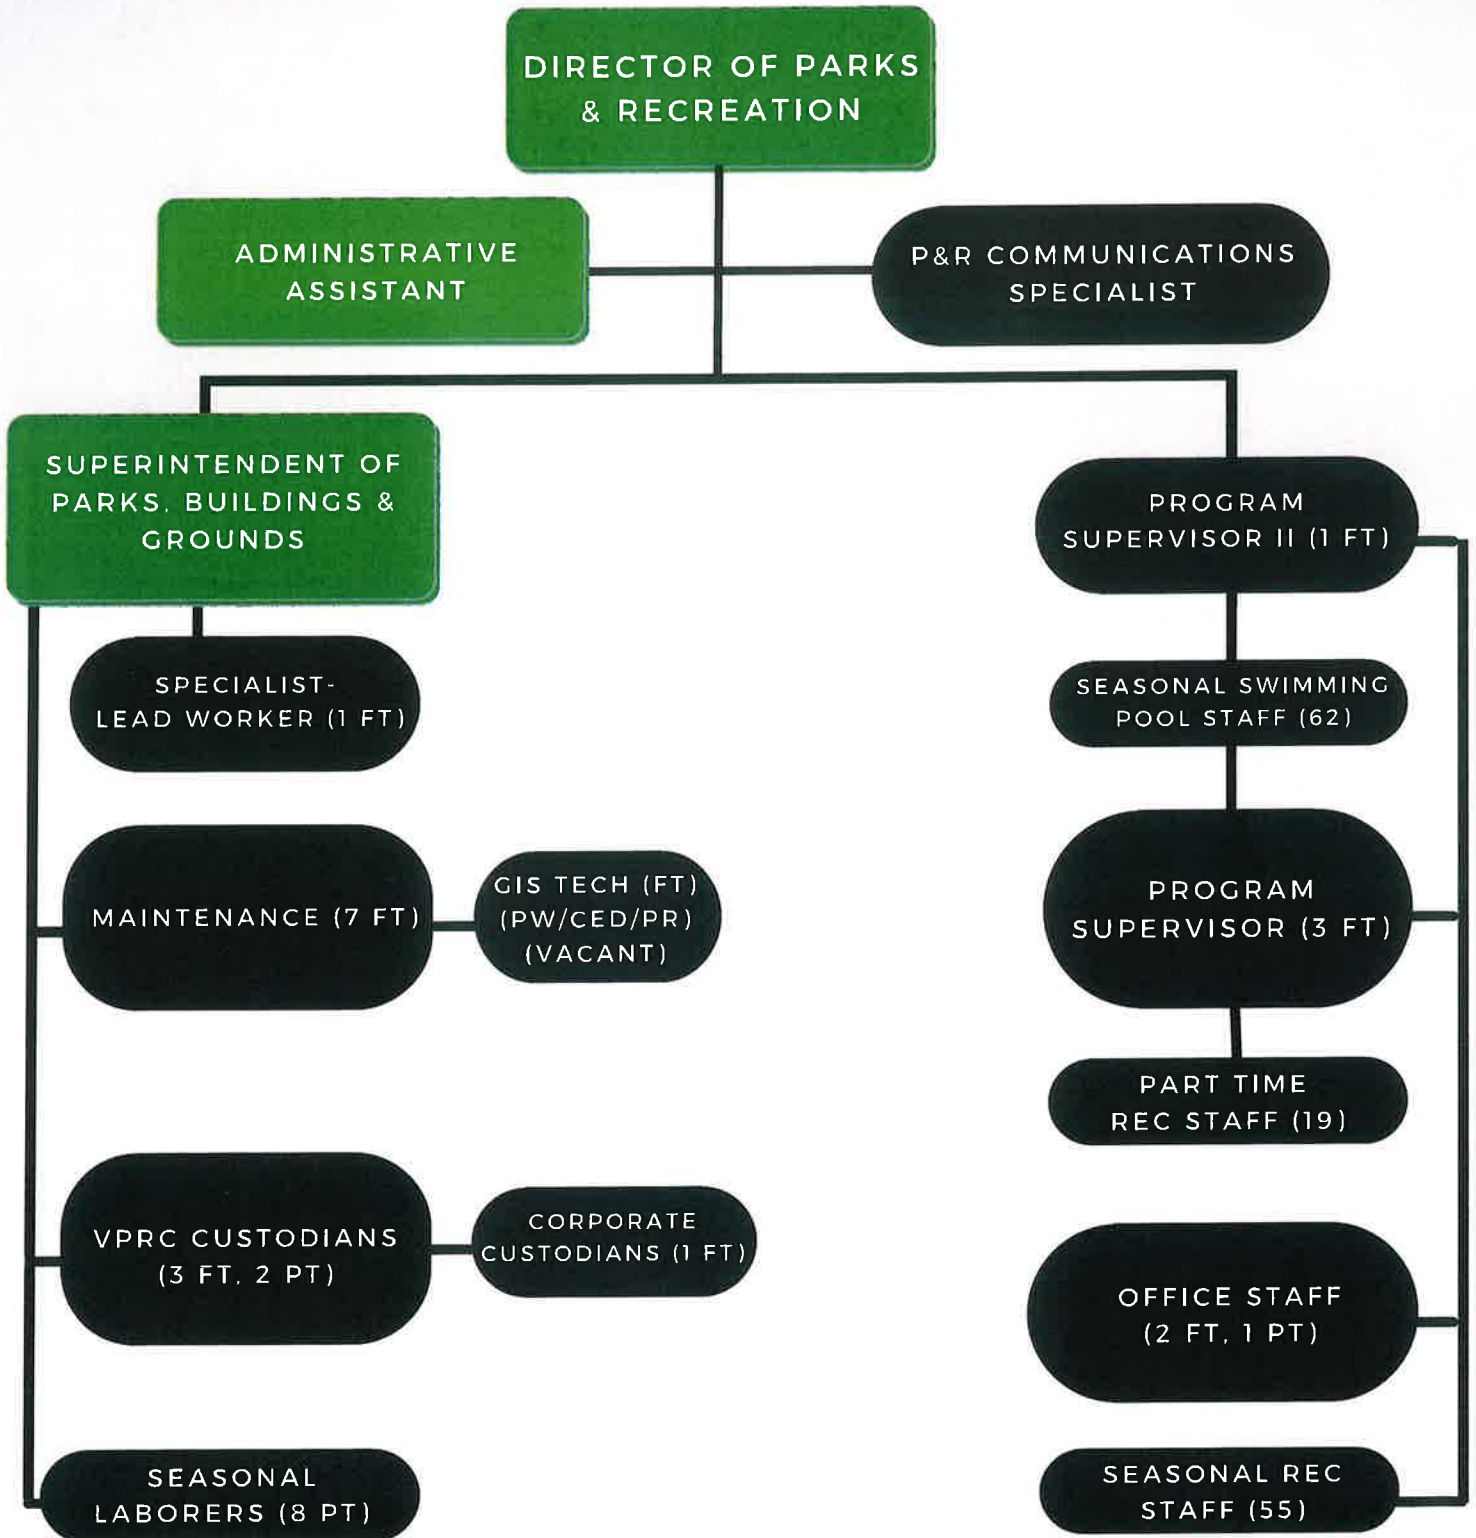 DIRECTOR OF PARKS
& RECREATION
ADMINISTRATIVE
ASSISTANT
P&R COMMUNICATIONS
SPECIALIST
SUPERINTENDENT OF
PARKS, BUILDINGS &
GROUNDS
PROGRAM
SUPERVISOR II (1 FT)
SPECIALIST-
LEAD WORKER (1 FT)
SEASONAL SWIMMING
POOL STAFF (62)
MAINTENANCE (7 FT)
GIS TECH (FT)
(PW/CED/PR)
(VACANT)
PROGRAM
SUPERVISOR (3 FT)
PART TIME
REC STAFF (19)
VPRC CUSTODIANS
(3 FT, 2 PT)
CORPORATE
CUSTODIANS (1 FT)
OFFICE STAFF
(2 FT, 1 PT)
SEASONAL
LABORERS (8 PT)
SEASONAL REC
STAFF (55)